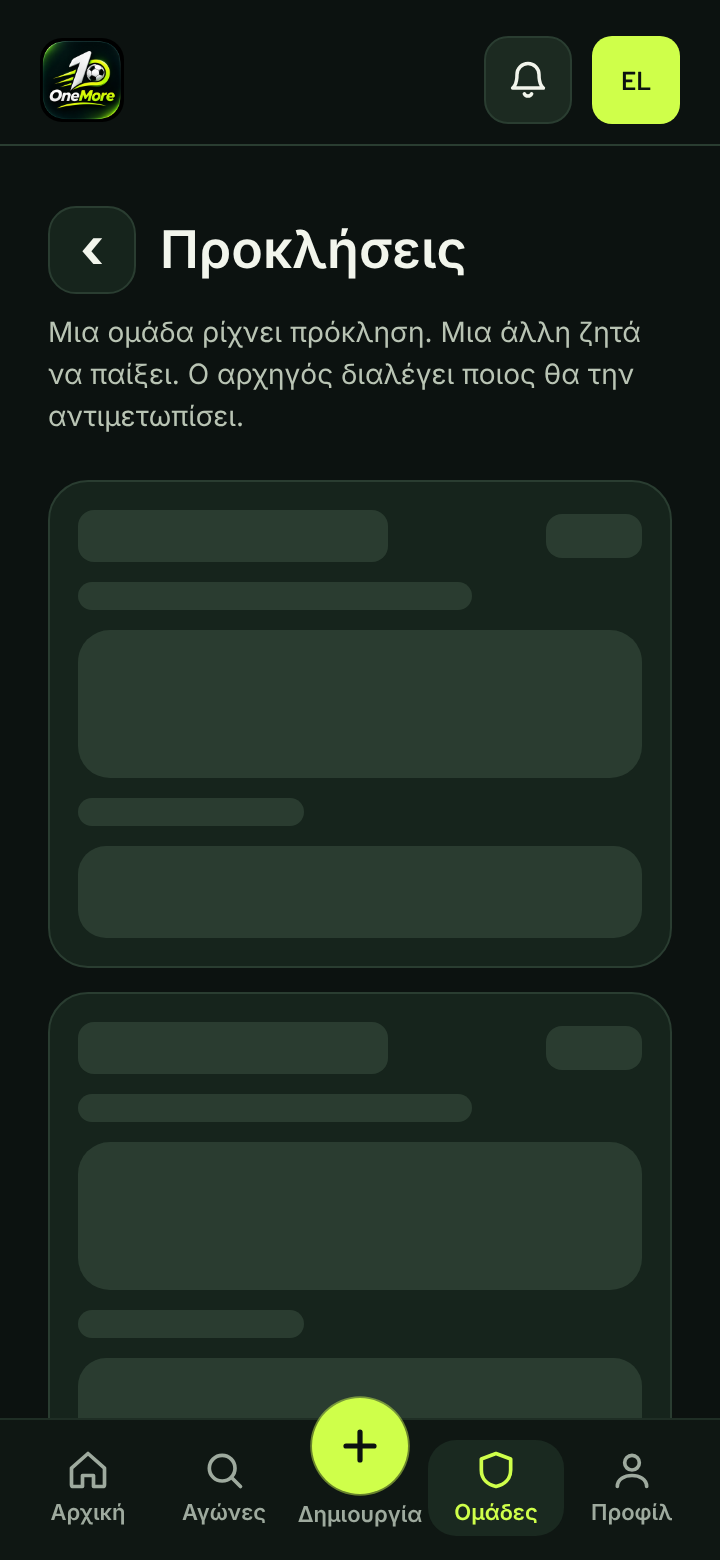 10
OneMore
EL
Προκλήσεις
Μια ομάδα ρίχνει πρόκληση. Μια άλλη ζητά
να παίξει. Ο αρχηγός διαλέγει ποιος θα την
αντιμετωπίσει.
Αρχική
Αγώνες
Δημιουργία
Ομάδες
Προφίλ